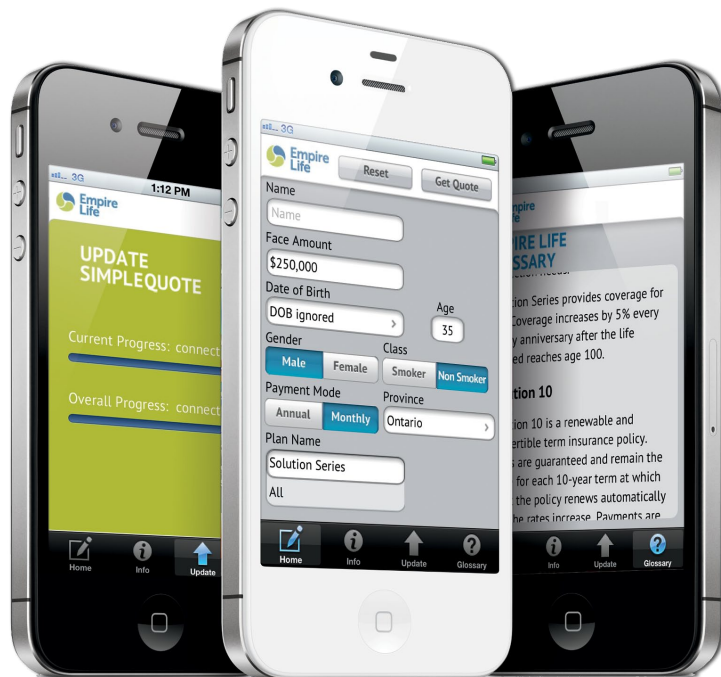 3G
1:12 PM
Empire
Life
UPDATE
SIMPLEQUOTE
Current Progress: connect
Overall Progress: connect
Home
Info
Update
3G
Empire
Life
Reset
Get Quote
Name
Name
Face Amount
$250,000
Date of Birth
Age
DOB ignored
35
Gender
Class
Male
Female
Smoker
Non Smoker
Payment Mode
Province
Annual
Monthly
Ontario
Plan Name
Solution Series
All
Home
Info
Update
Glossary
mpire
fe
IRE LIFE
SSARY
tion Series provides coverage for
Coverage increases by 5% every
y anniversary after the life
ed reaches age 100.
tion 10
ion 10 is a renewable and
ertible term insurance policy.
s are guaranteed and remain the
for each 10-year term at which
the policy renews automatically
he rates increase. Payments are
Info
Update
Glossary